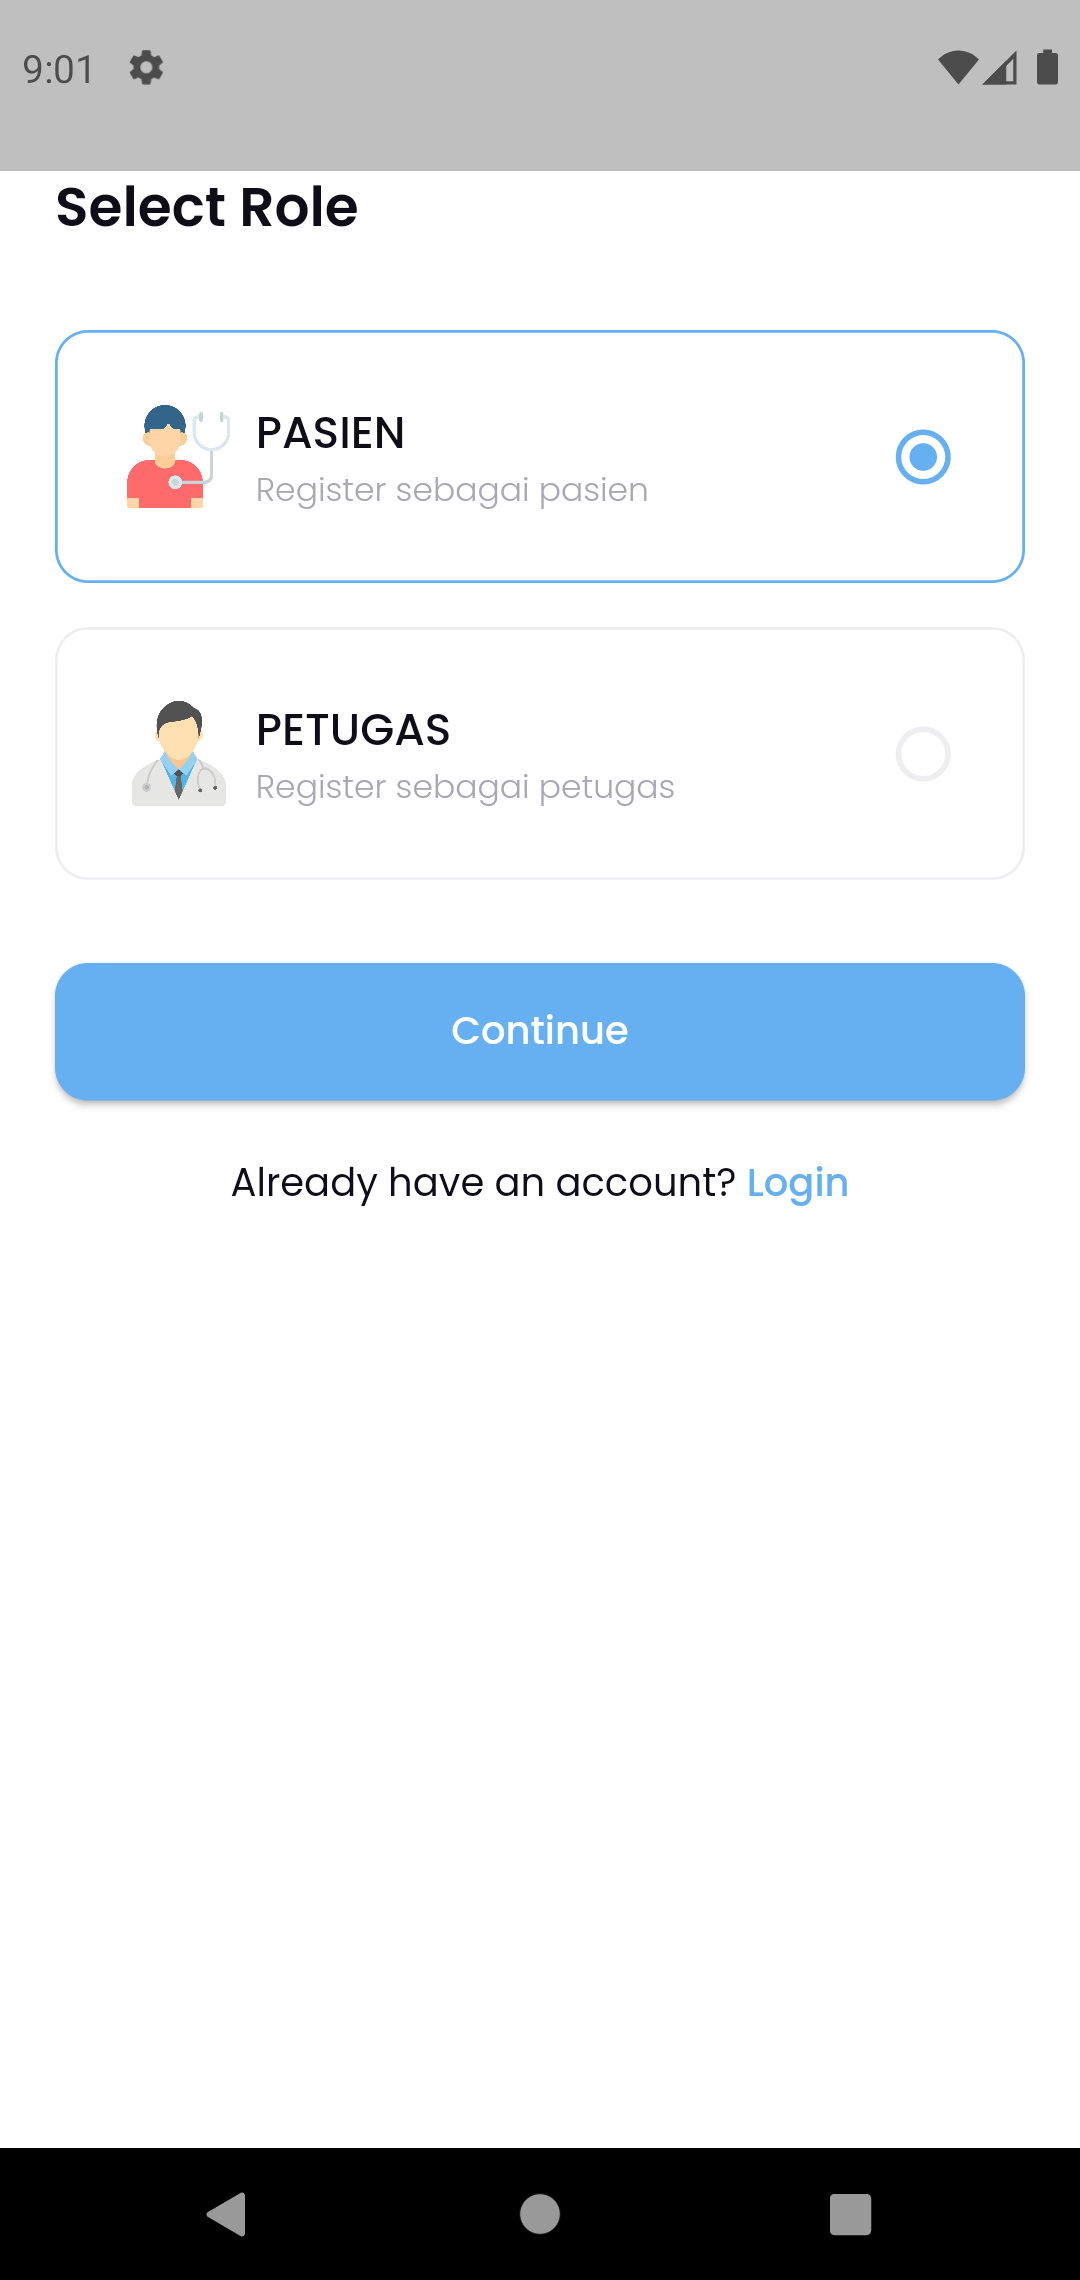 9:01
Select Role
PASIEN
Register sebagai pasien
PETUGAS
Register sebagai petugas
Continue
Already have an account? Login